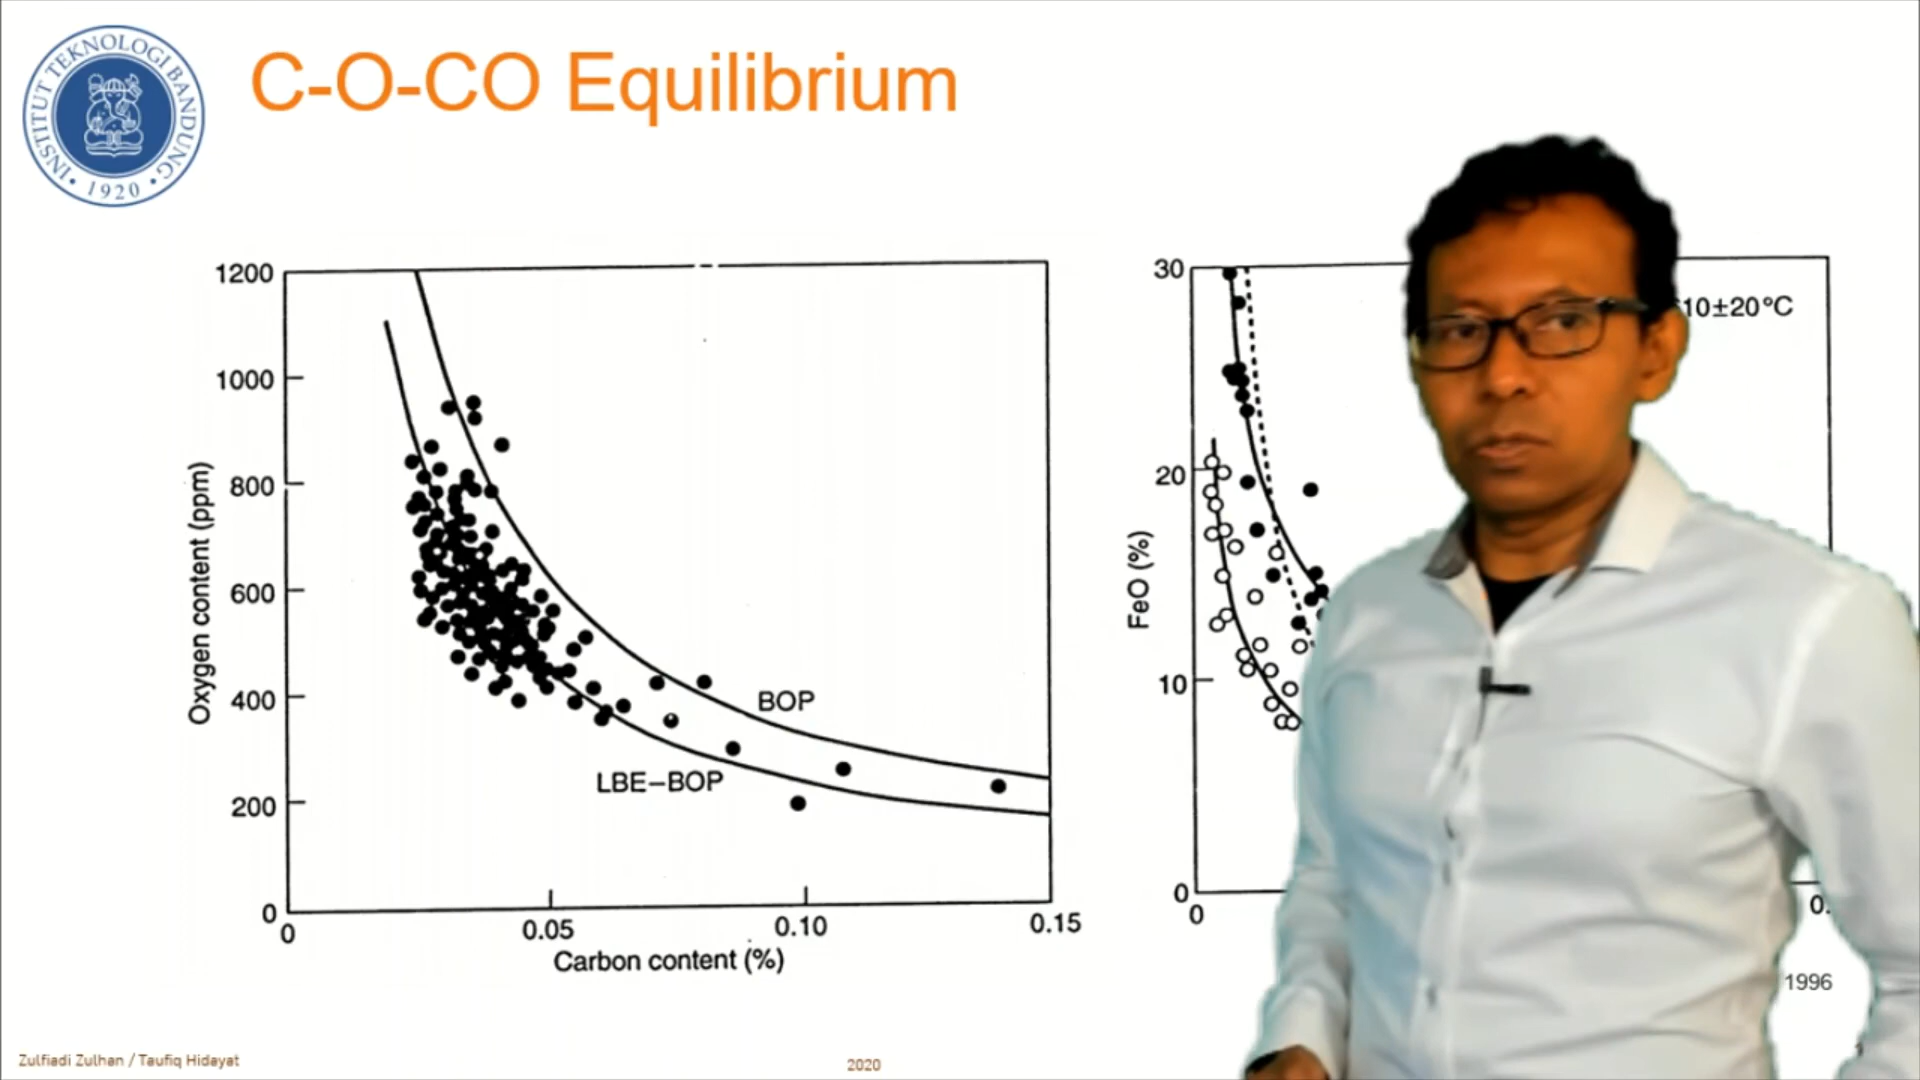 INSTITUT TEKNOLOGI BANDUNG
• 1920 •
C-O-CO Equilibrium
1200
1000
800
600
400
200
0
Oxygen content (ppm)
0
0.05
0.10
0.15
Carbon content (%)
BOP
LBE–BOP
30
20
10
0
FeO (%)
0
0.
10±20°C
1996
Zulfiadi Zulhan / Taufiq Hidayat
2020